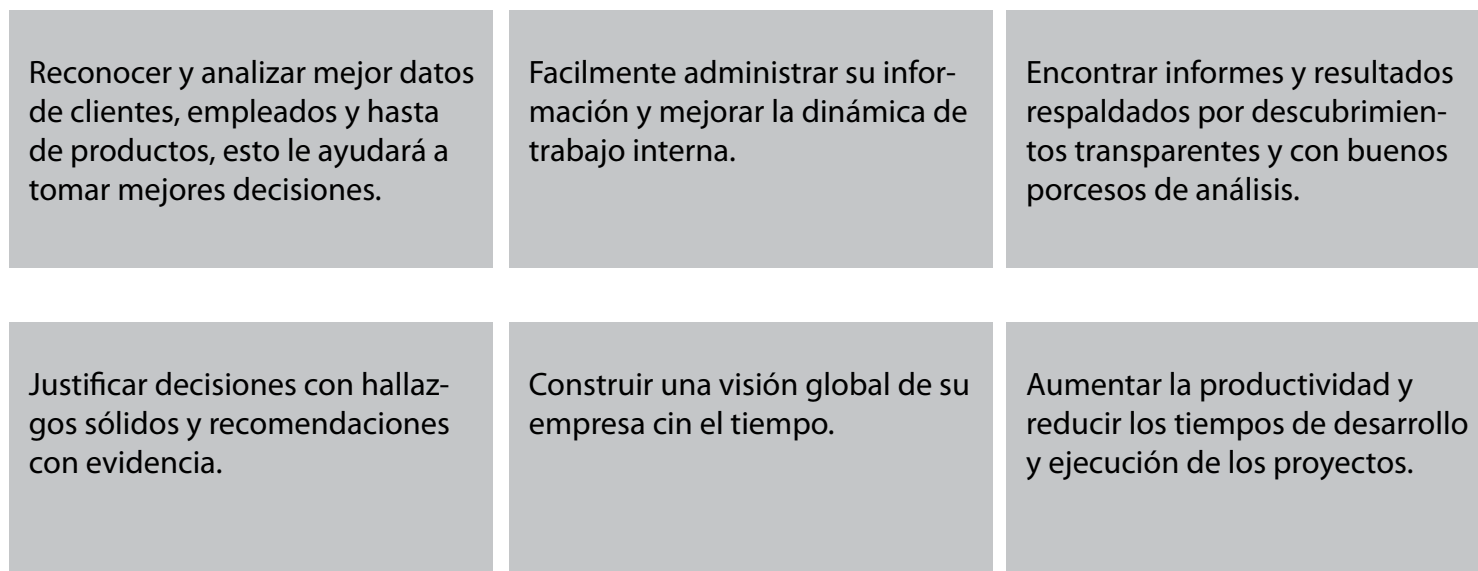 Reconocer y analizar mejor datos
de clientes, empleados y hasta
de productos, esto le ayudará a
tomar mejores decisiones.
Facilmente administrar su infor-
mación y mejorar la dinámica de
trabajo interna.
Encontrar informes y resultados
respaldados por descubrimien-
tos transparentes y con buenos
porcesos de análisis.
Justificar decisiones con hallaz-
gos sólidos y recomendaciones
con evidencia.
Construir una visión global de su
empresa cin el tiempo.
Aumentar la productividad y
reducir los tiempos de desarrollo
y ejecución de los proyectos.